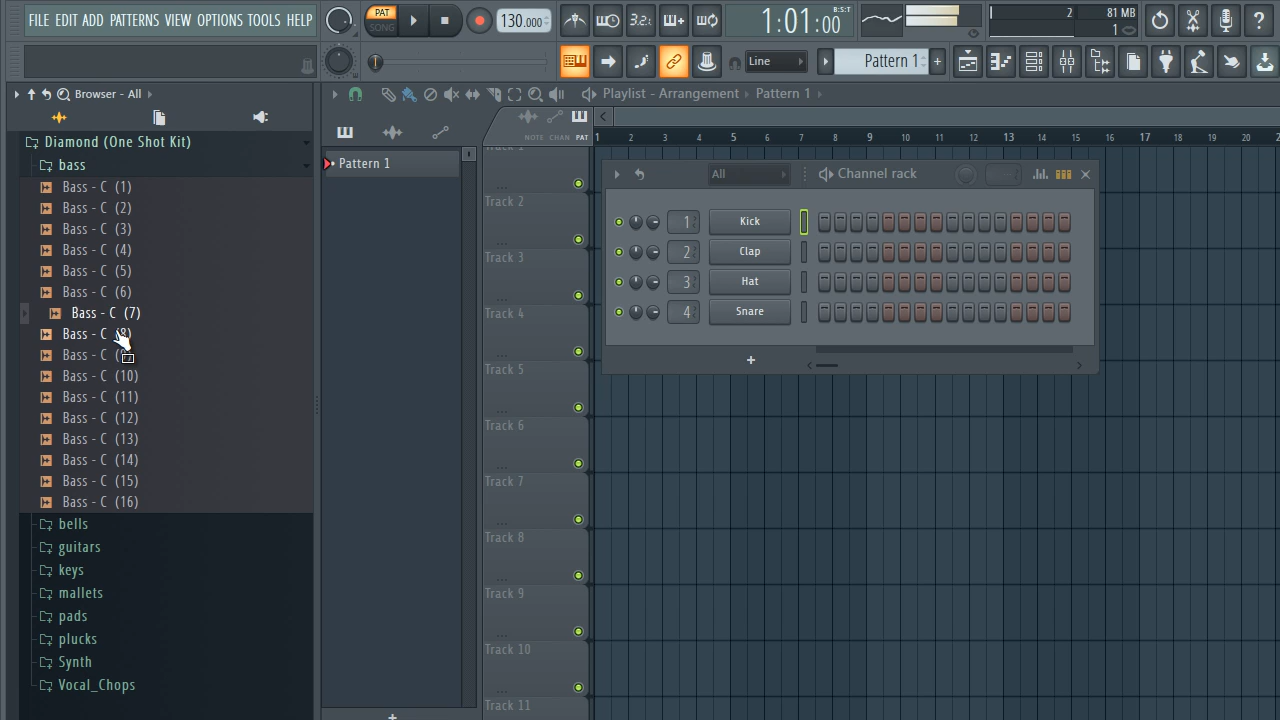 FILE EDIT ADD PATTERNS VIEW OPTIONS TOOLS HELP
PAT
SONG
130.000
3.2
1:01:00
B:S:T
2
81 MB
1
Line
Pattern 1
+
Browser - All
Playlist - Arrangement
Pattern 1
NOTE CHAN PAT
1 2 3 4 5 6 7 8 9 10 11 12 13 14 15 16 17 18 19 20
Diamond (One Shot Kit)
bass
Bass - C (1)
Bass - C (2)
Bass - C (3)
Bass - C (4)
Bass - C (5)
Bass - C (6)
Bass - C (7)
Bass - C (8)
Bass - C
Bass - C (10)
Bass - C (11)
Bass - C (12)
Bass - C (13)
Bass - C (14)
Bass - C (15)
Bass - C (16)
bells
guitars
keys
mallets
pads
plucks
Synth
Vocal_Chops
Pattern 1
+
Track 1
Track 2
Track 3
Track 4
Track 5
Track 6
Track 7
Track 8
Track 9
Track 10
Track 11
All
Channel rack
1 Kick
2 Clap
3 Hat
4 Snare
+